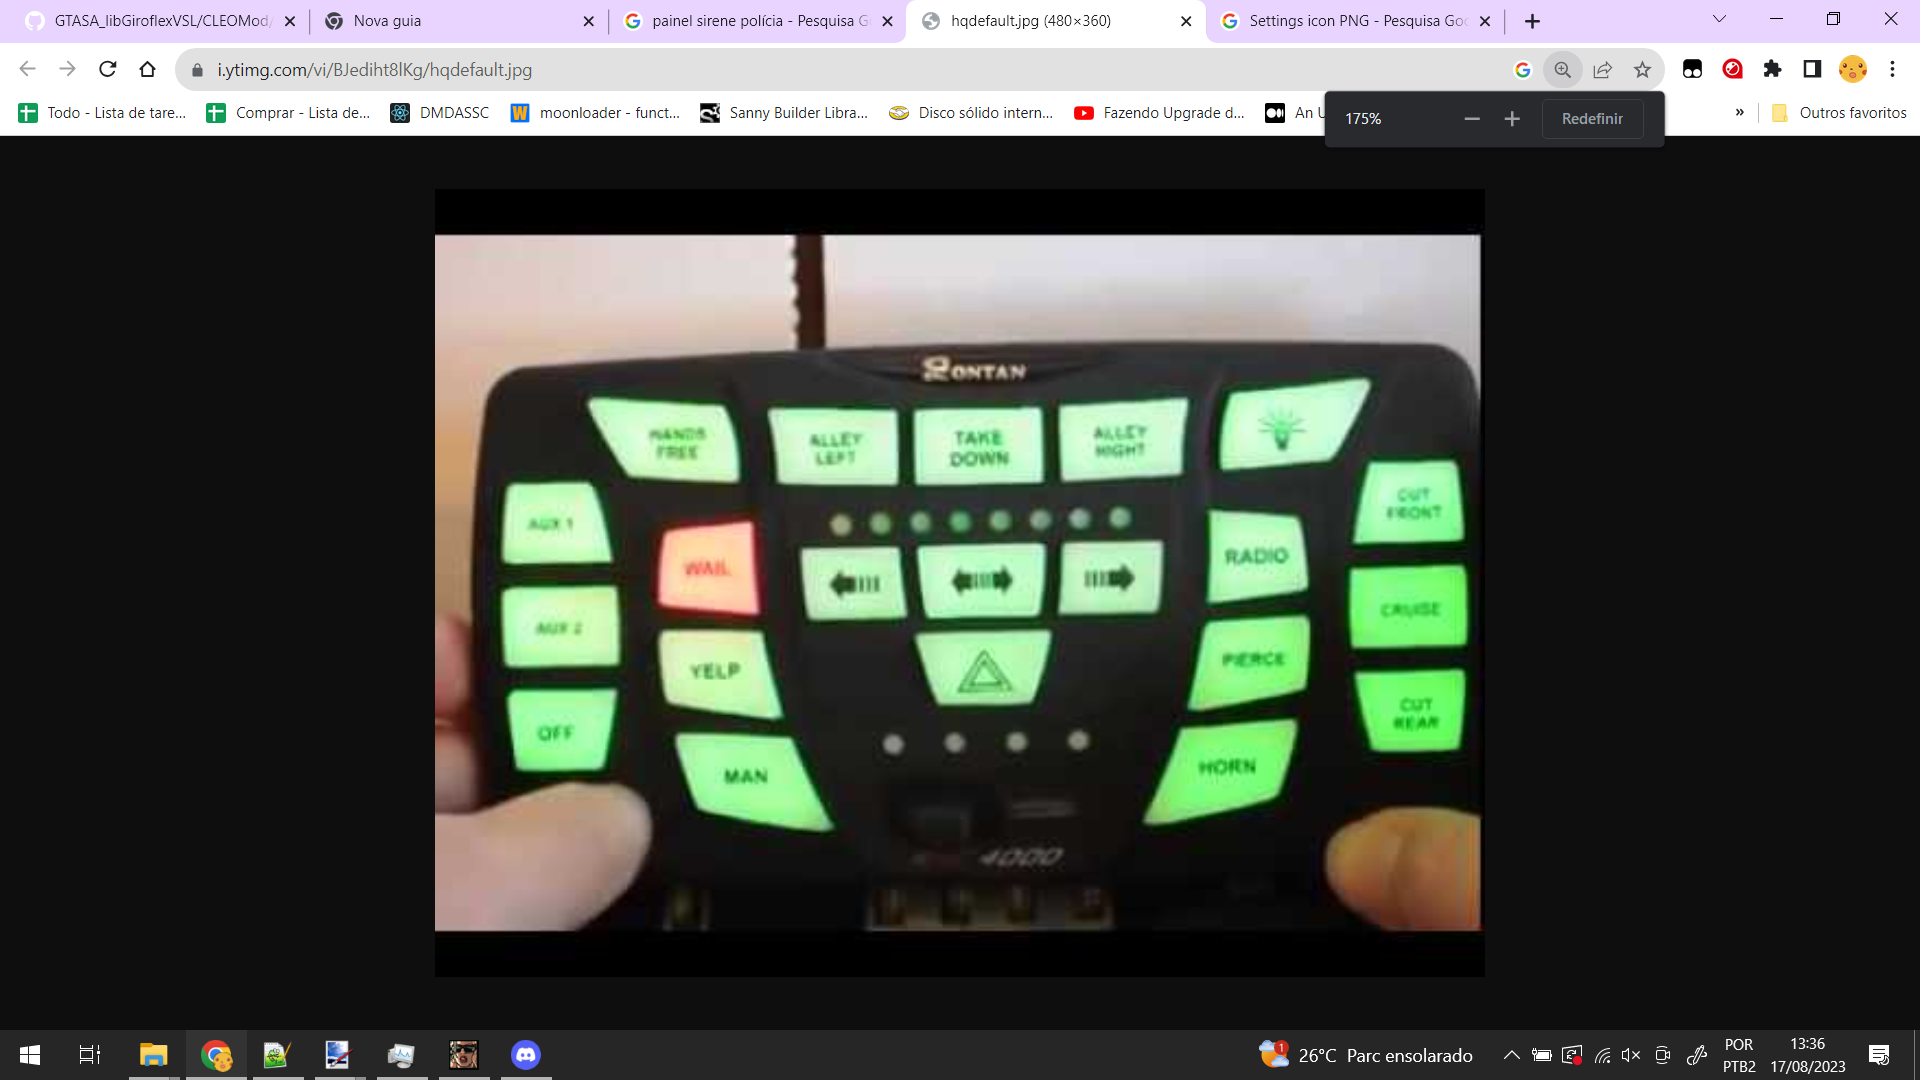 GTASA_libGiroflexVSL/CLEOMod/
Nova guia
painel sirene polícia - Pesquisa G
hqdefault.jpg (480×360)
Settings icon PNG - Pesquisa Goo
i.ytimg.com/vi/BJediht8lKg/hqdefault.jpg
Todo - Lista de tare...
Comprar - Lista de...
DMDASSC
moonloader - funct...
Sanny Builder Libra...
Disco sólido intern...
Fazendo Upgrade d...
An U
»
Outros favoritos
175%
Redefinir
RONTAN
HANDS
FREE
ALLEY
LEFT
TAKE
DOWN
ALLEY
RIGHT
CUT
FRONT
AUX 1
WAIL
RADIO
AUX 2
CRUISE
YELP
PIERCE
OFF
CUT
REAR
MAN
HORN
4000
1
26°C Parc ensolarado
POR
PTB2
13:36
17/08/2023